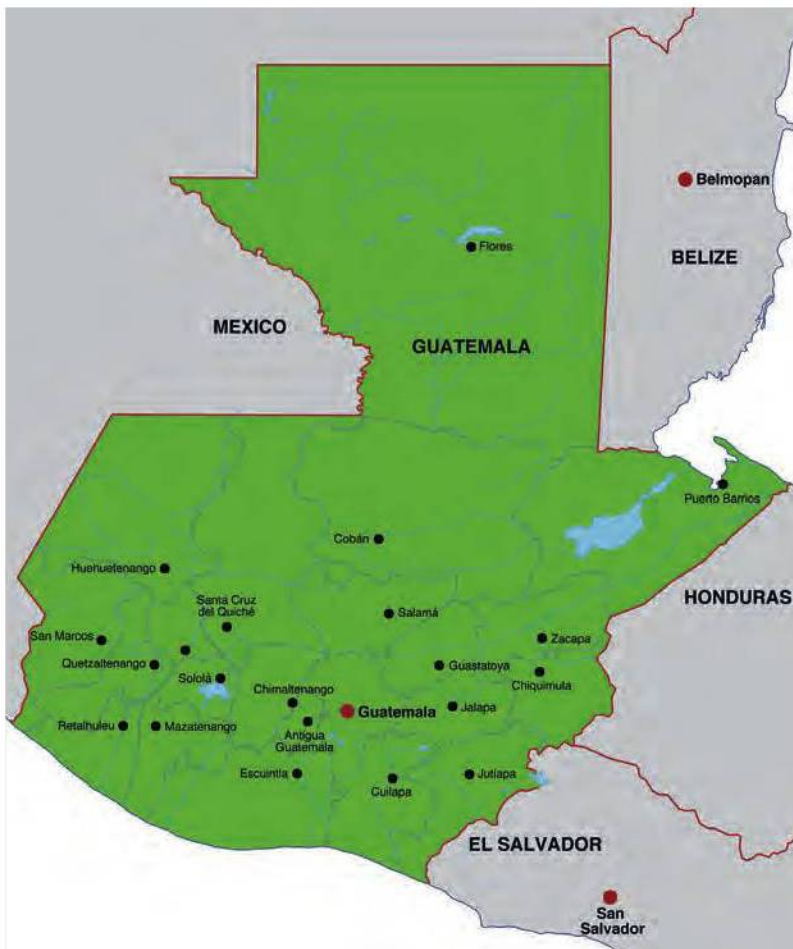 Belmopan
Flores
BELIZE
MEXICO
GUATEMALA
Puerto Barrios
Cobán
Huehuetenango
HONDURAS
Santa Cruz
del Quiché
Salamá
San Marcos
Zacapa
Quetzaltenango
Guastatoya
Sololá
Chiquimula
Chimaltenango
Guatemala
Jalapa
Retalhuleu
Mazatenango
Antigua
Guatemala
Escuintla
Cuilapa
Jutiapa
EL SALVADOR
San
Salvador